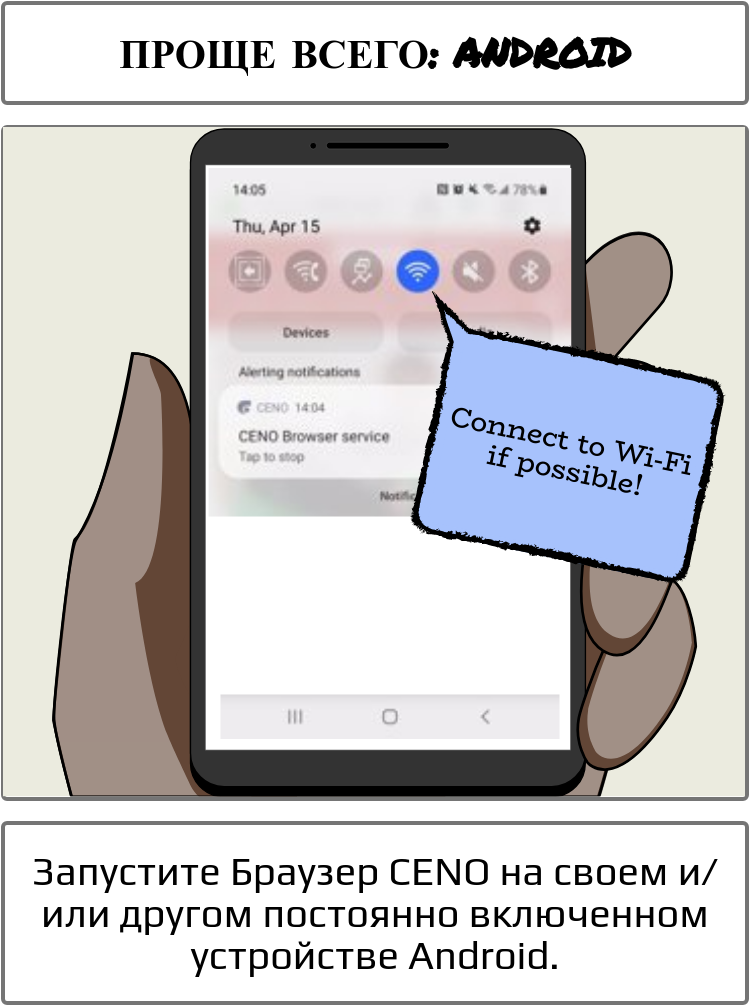 ПРОЩЕ ВСЕГО: ANDROID
14:05
78%
Thu, Apr 15
Devices
Alerting notifications
CENO 14:04
CENO Browser service
Tap to stop
Connect to Wi-Fi
if possible!
Запустите Браузер CENO на своем и/
или другом постоянно включенном
устройстве Android.